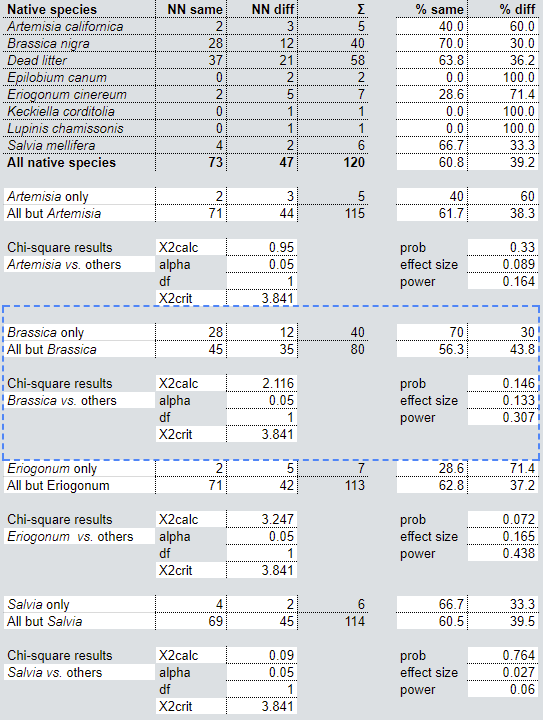 Native species NN same NN diff Σ % same % diff
Artemisia californica 2 3 5 40.0 60.0
Brassica nigra 28 12 40 70.0 30.0
Dead litter 37 21 58 63.8 36.2
Epilobium canum 0 2 2 0.0 100.0
Eriogonum cinereum 2 5 7 28.6 71.4
Keckiella corditolia 0 1 1 0.0 100.0
Lupinis chamissonis 0 1 1 0.0 100.0
Salvia mellifera 4 2 6 66.7 33.3
All native species 73 47 120 60.8 39.2
Artemisia only 2 3 5 40 60
All but Artemisia 71 44 115 61.7 38.3
Chi-square results X2calc 0.95 prob 0.33
Artemisia vs. others alpha 0.05 effect size 0.089
df 1 power 0.164
X2crit 3.841
Brassica only 28 12 40 70 30
All but Brassica 45 35 80 56.3 43.8
Chi-square results X2calc 2.116 prob 0.146
Brassica vs. others alpha 0.05 effect size 0.133
df 1 power 0.307
X2crit 3.841
Eriogonum only 2 5 7 28.6 71.4
All but Eriogonum 71 42 113 62.8 37.2
Chi-square results X2calc 3.247 prob 0.072
Eriogonum vs. others alpha 0.05 effect size 0.165
df 1 power 0.438
X2crit 3.841
Salvia only 4 2 6 66.7 33.3
All but Salvia 69 45 114 60.5 39.5
Chi-square results X2calc 0.09 prob 0.764
Salvia vs. others alpha 0.05 effect size 0.027
df 1 power 0.06
X2crit 3.841